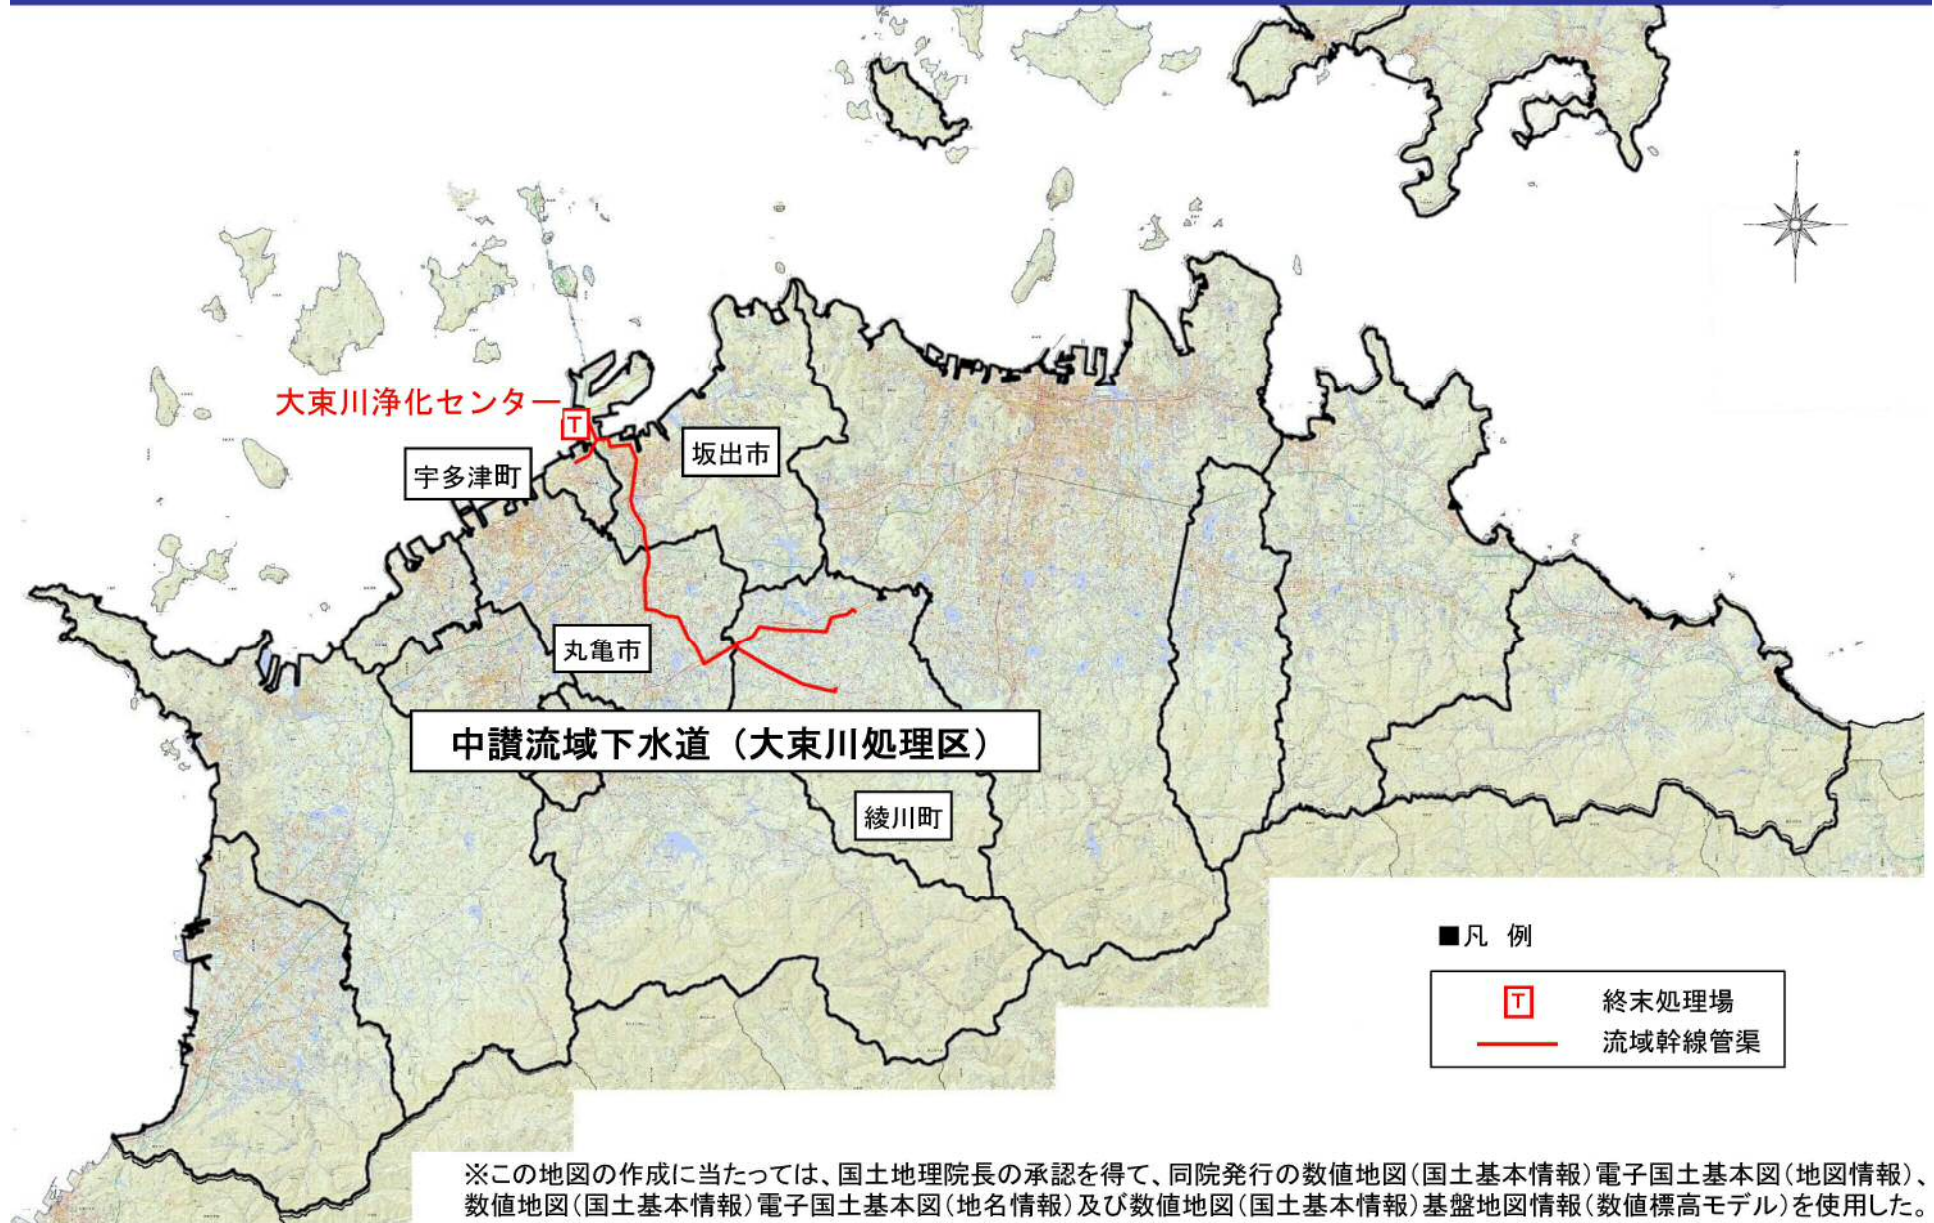 大束川浄化センター
T
坂出市
宇多津町
丸亀市
中讃流域下水道（大束川処理区）
綾川町
■凡 例
T 終末処理場
流域幹線管渠
※この地図の作成に当たっては、国土地理院長の承認を得て、同院発行の数値地図（国土基本情報）電子国土基本図（地図情報）、
数値地図（国土基本情報）電子国土基本図（地名情報）及び数値地図（国土基本情報）基盤地図情報（数値標高モデル）を使用した。